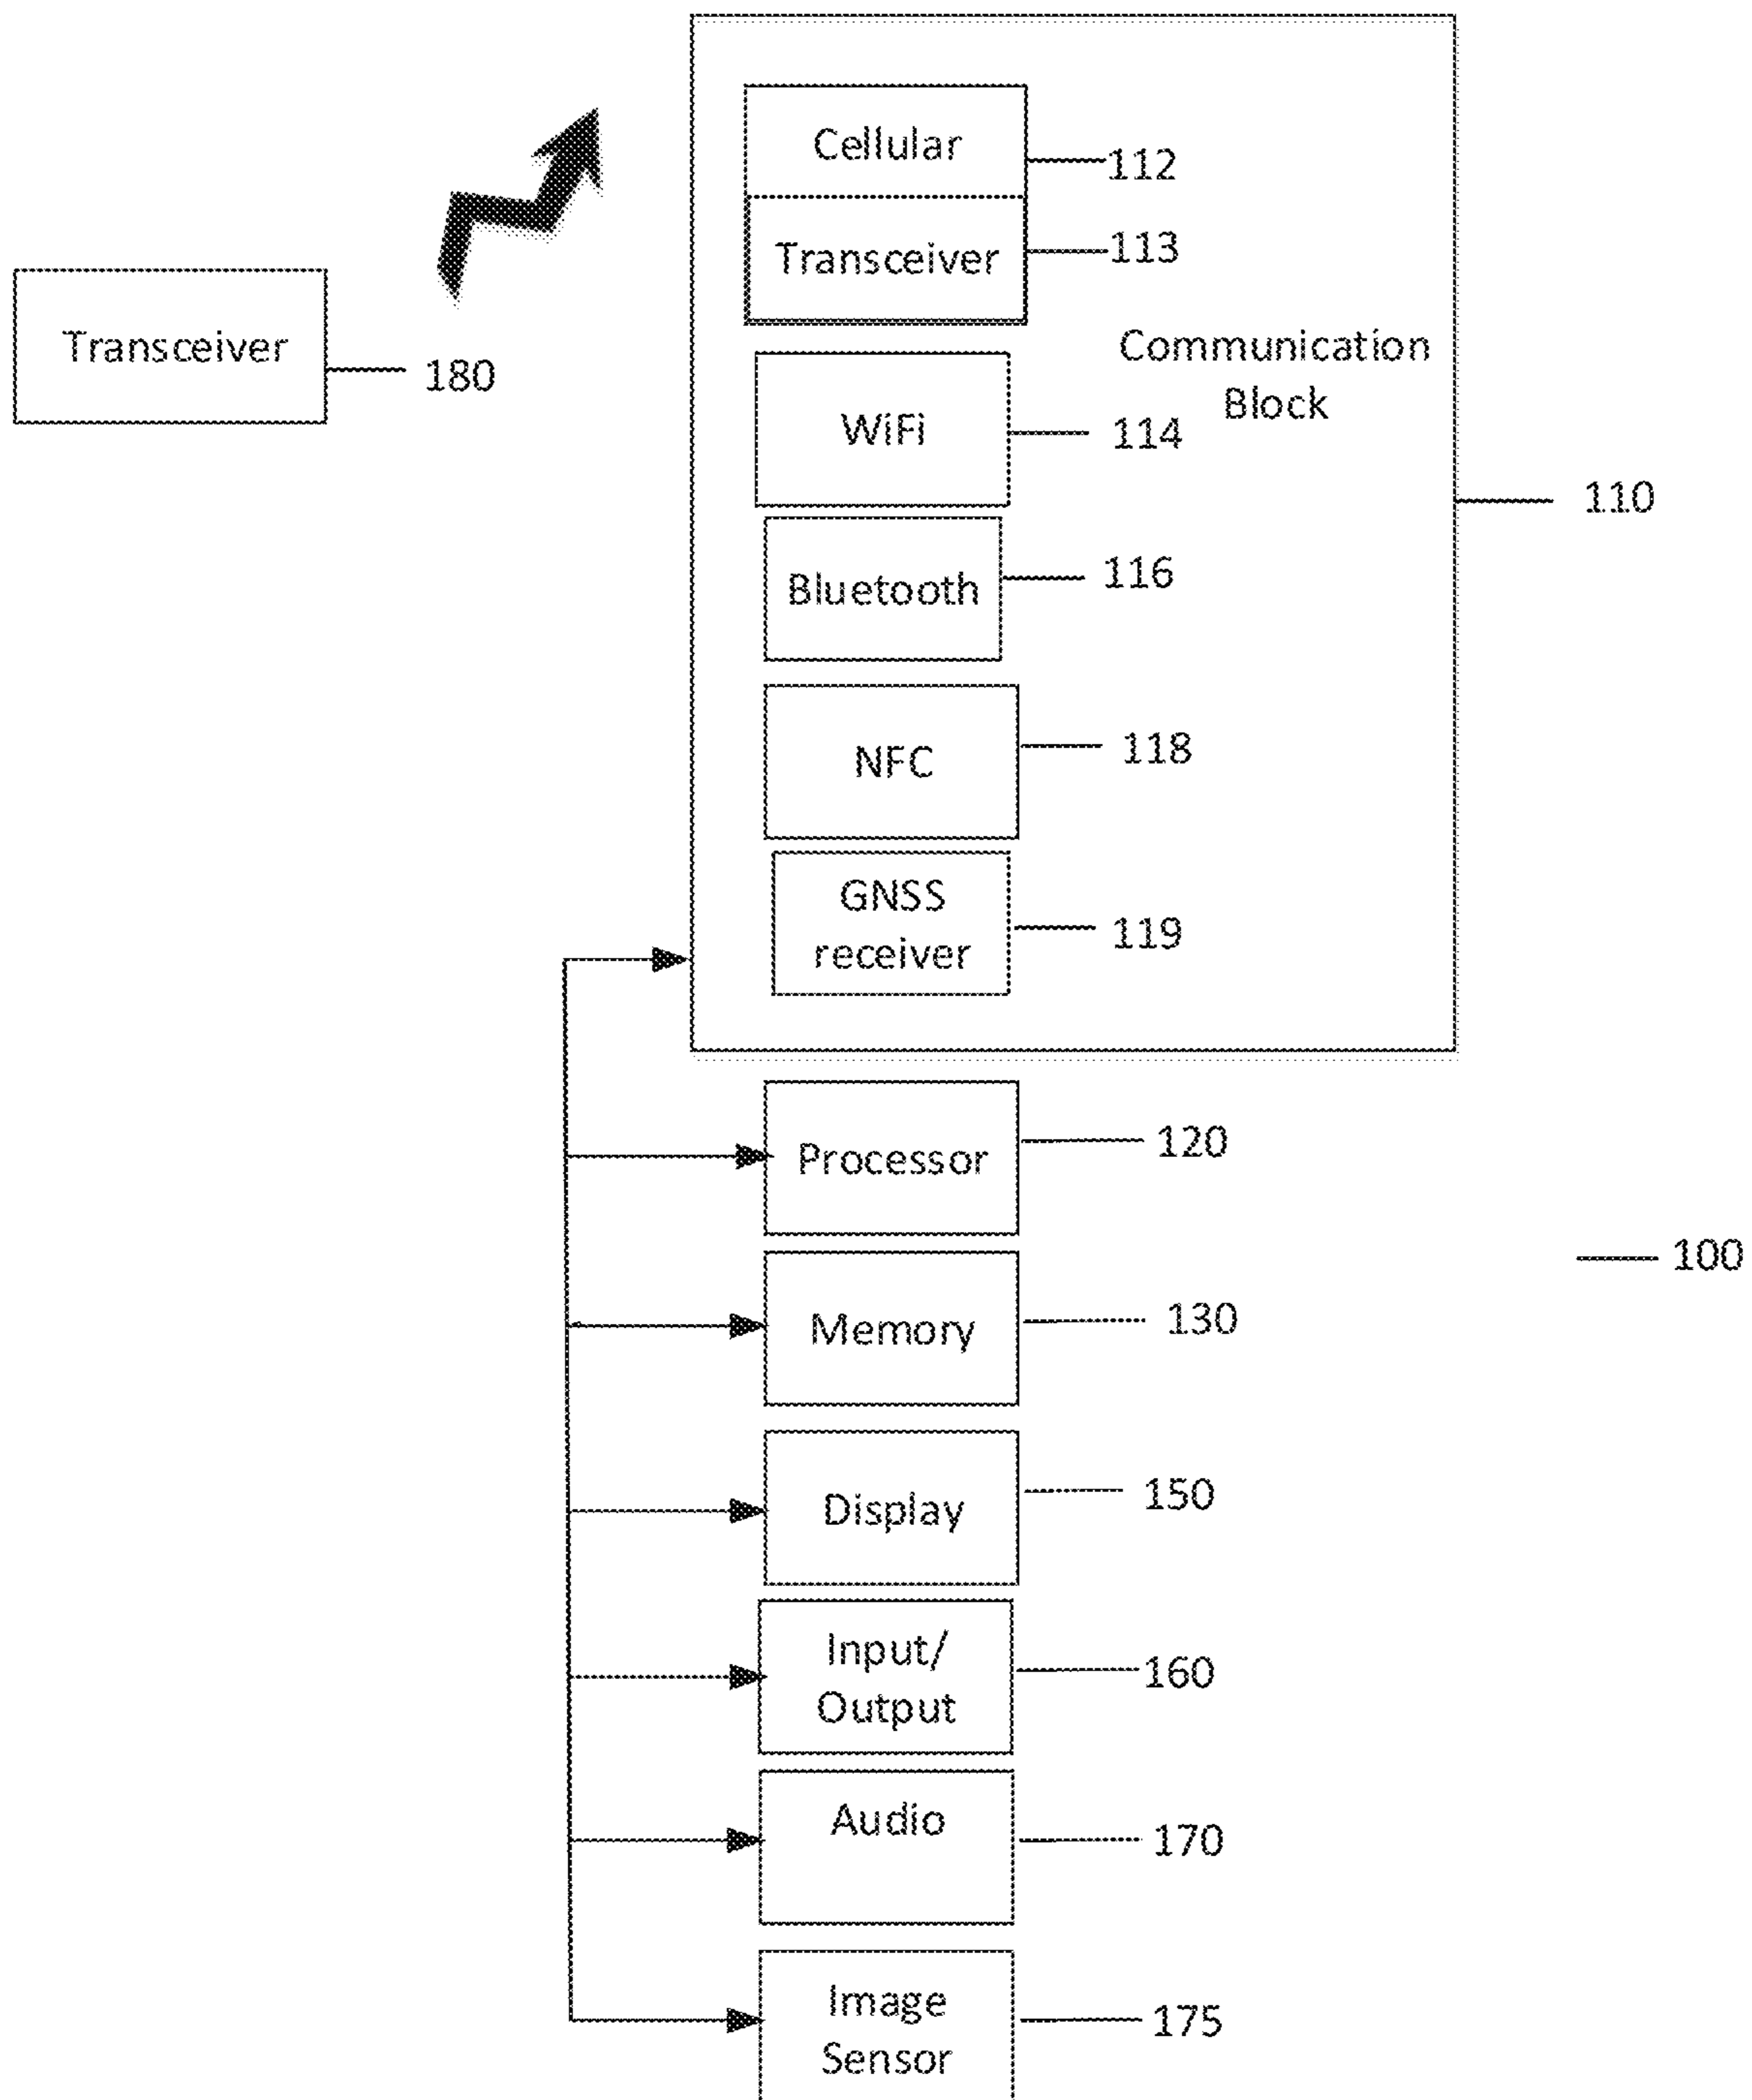 Cellular
112
Transceiver
113
Transceiver
180
Communication
Block
WiFi
114
110
Bluetooth
116
NFC
118
GNSS
receiver
119
Processor
120
100
Memory
130
Display
150
Input/
Output
160
Audio
170
Image
Sensor
175